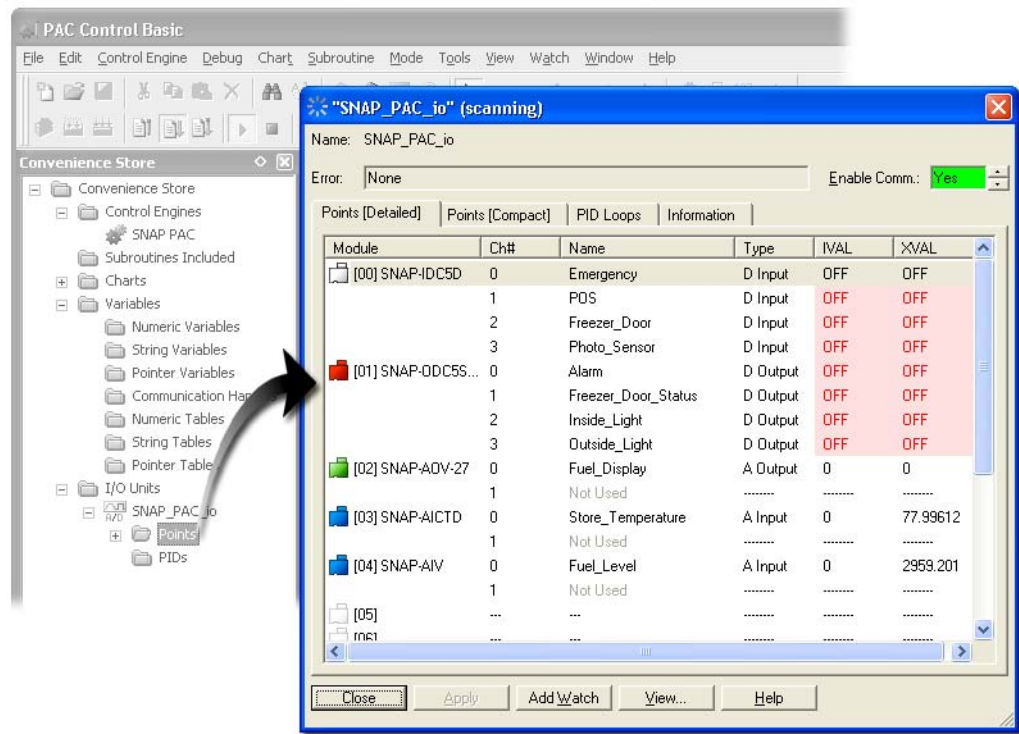 PAC Control Basic
File Edit Control Engine Debug Chart Subroutine Mode Tools View Watch Window Help
Convenience Store
Convenience Store
Control Engines
SNAP PAC
Subroutines Included
Charts
Variables
Numeric Variables
String Variables
Pointer Variables
Communication
Numeric Tables
String Tables
Pointer Table
I/O Units
SNAP_PAC_io
Points
PIDs
"SNAP_PAC_io" (scanning)
Name: SNAP_PAC_io
Error: None Enable Comm.: Yes
Points [Detailed] Points [Compact] PID Loops Information
Module Ch# Name Type IVAL XVAL
[00] SNAP-IDC5D 0 Emergency D Input OFF OFF
1 POS D Input OFF OFF
2 Freezer_Door D Input OFF OFF
3 Photo_Sensor D Input OFF OFF
[01] SNAP-ODC5S... 0 Alarm D Output OFF OFF
1 Freezer_Door_Status D Output OFF OFF
2 Inside_Light D Output OFF OFF
3 Outside_Light D Output OFF OFF
[02] SNAP-AOV-27 0 Fuel_Display A Output 0 0
1 Not Used -------- -------- --------
[03] SNAP-AICTD 0 Store_Temperature A Input 0 77.99612
1 Not Used -------- -------- --------
[04] SNAP-AIV 0 Fuel_Level A Input 0 2959.201
1 Not Used -------- -------- --------
[05] --- --- -------- -------- --------
[06] --- --- -------- -------- --------
Close Apply Add Watch View... Help